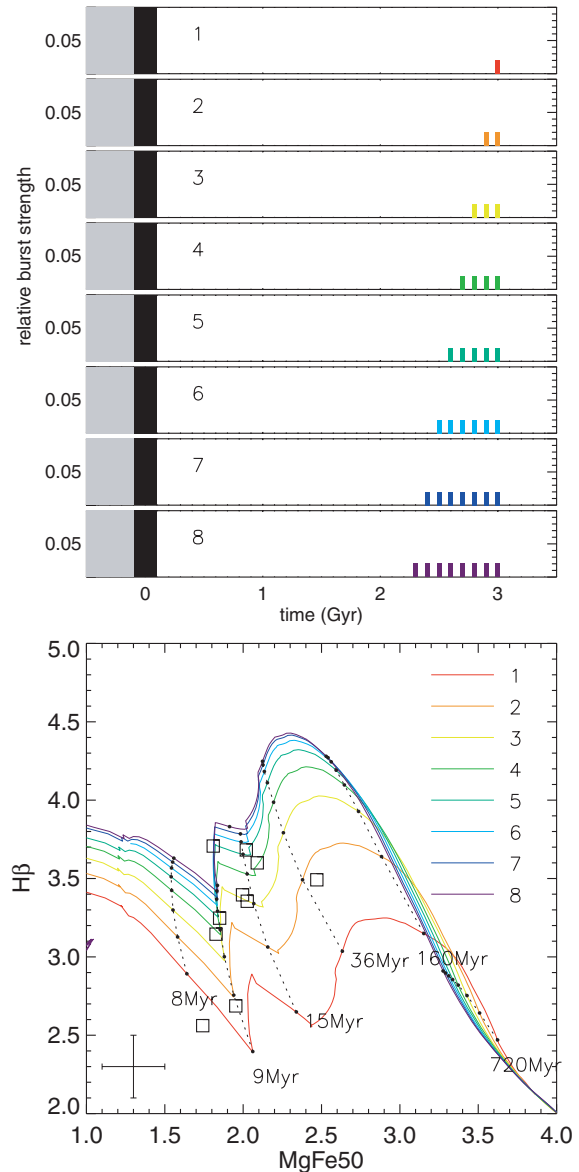 0.05 1
0.05 2
0.05 3
0.05 4
0.05 5
0.05 6
0.05 7
0.05 8
relative burst strength
0 1 2 3
time (Gyr)
5.0
4.5
4.0
3.5
3.0
2.5
2.0
Hβ
1
2
3
4
5
6
7
8
8Myr
9Myr
15Myr
36Myr
160Myr
720Myr
1.0 1.5 2.0 2.5 3.0 3.5 4.0
MgFe50